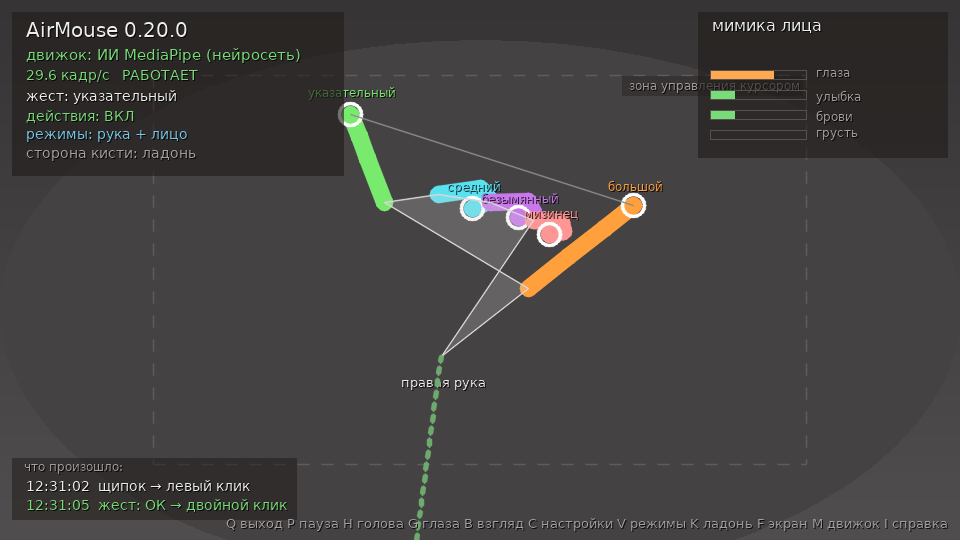 AirMouse 0.20.0
движок: ИИ MediaPipe (нейросеть)
29.6 кадр/с РАБОТАЕТ
жест: указательный
действия: ВКЛ
режимы: рука + лицо
сторона кисти: ладонь
мимика лица
глаза
улыбка
брови
грусть
зона управления курсором
указательный
средний
безымянный
мизинец
большой
правая рука
что произошло:
12:31:02 щипок → левый клик
12:31:05 жест: ОК → двойной клик
Q выход P пауза H голова G глаза B взгляд C настройки V режимы K ладонь F экран M движок I справка